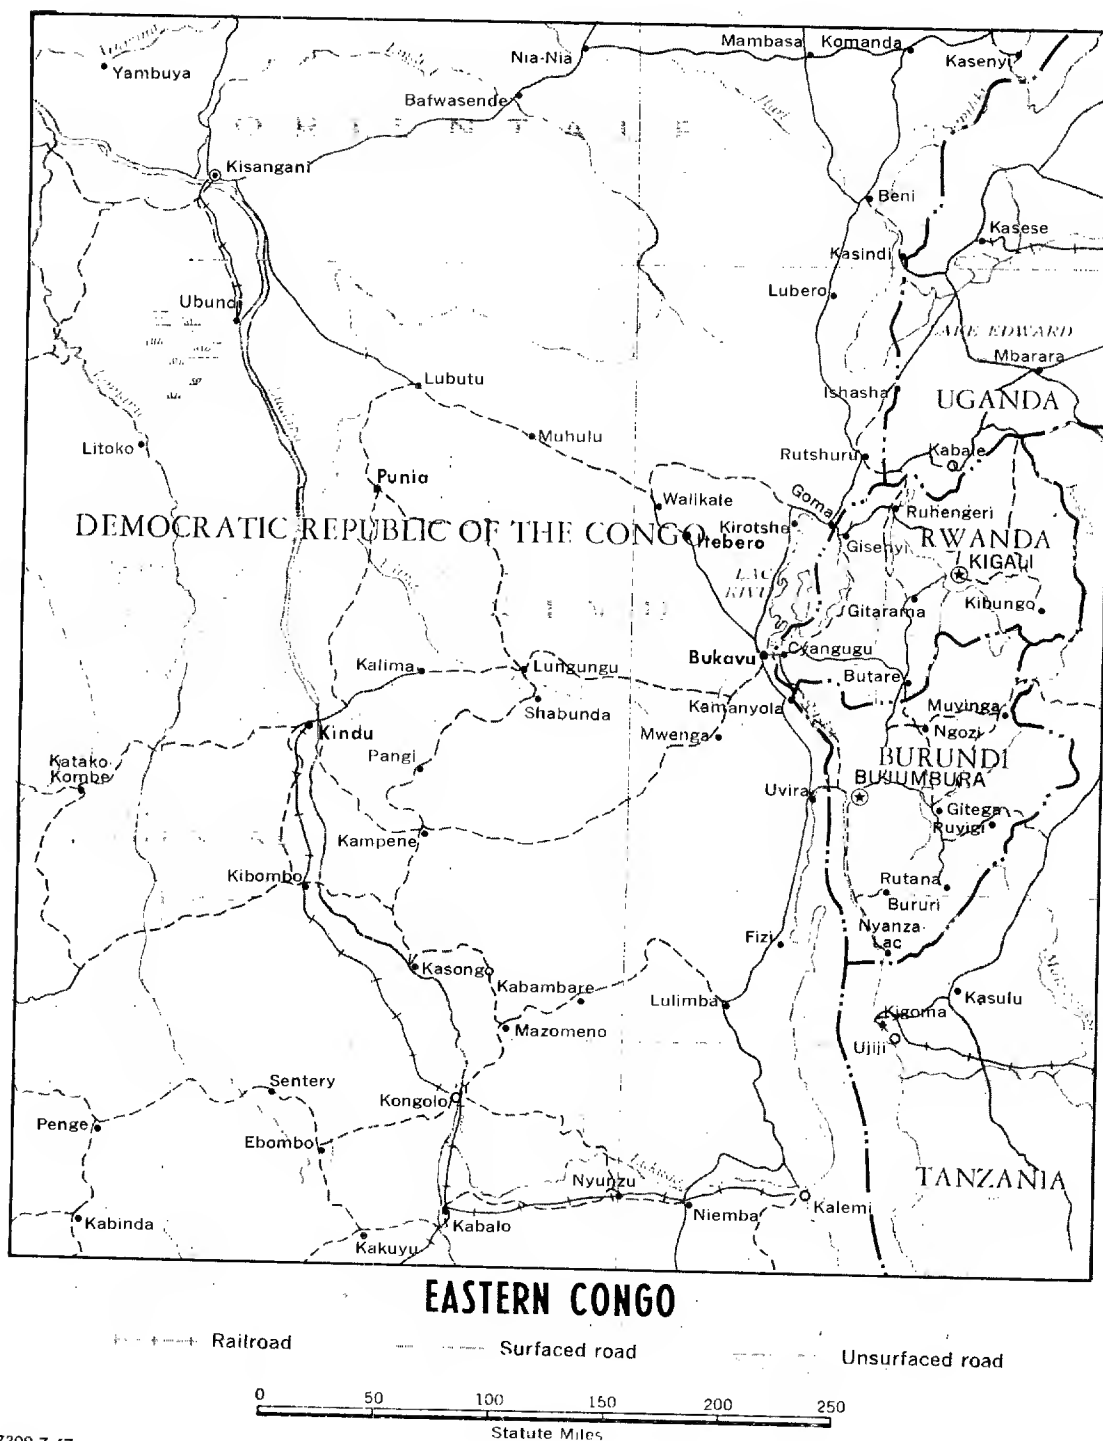 Yambuya
Nia-Nia
Mambasa
Komanda
Kasenyi
Bafwasende
ORIENTALE
Kisangani
Beni
Kasese
Kasindi
Ubundi
Lubero
LAKE EDWARD
Mbarara
Lubutu
Ishasha
UGANDA
Litoko
Muhulu
Rutshuru
Kabale
Punia
Walikale
Goma
Ruhengeri
DEMOCRATIC REPUBLIC OF THE CONGO
Kirotshe
Itebero
Gisenyi
RWANDA
KIGALI
LAC
KIVU
Gitarama
Kibungo
KIVU
Kalima
Lungungu
Bukavu
Cyangugu
Butare
Shabunda
Kamanyola
Muyinga
Kindu
Mwenga
Ngozi
Pangi
BURUNDI
Katako
Kombe
BUJUMBURA
Uvira
Gitega
Ruyigi
Kampene
Kibombo
Rutana
Bururi
Nyanza-
Lac
Fizi
Kasongo
Kabambare
Lulimba
Kasulu
Kigoma
Mazomeno
Ujiji
Sentery
Kongolo
Penge
Ebombo
TANZANIA
Nyunzu
Kabinda
Kabalo
Niemba
Kalemi
Kakuyu
EASTERN CONGO
Railroad
Surfaced road
Unsurfaced road
0 50 100 150 200 250
Statute Miles